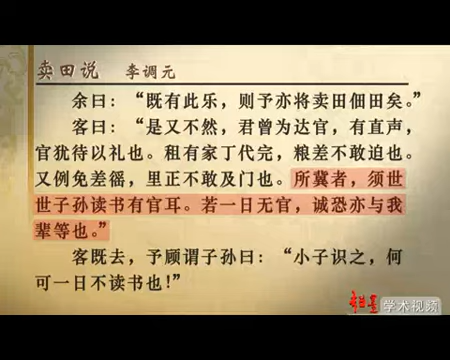 卖田说 李调元
余曰：“既有此乐，则予亦将卖田佃田矣。”
客曰：“是又不然，君曾为达官，有直声，
官犹待以礼也。租有家丁代完，粮差不敢迫也。
又例免差徭，里正不敢及门也。所冀者，须世
世子孙读书有官耳。若一日无官，诚恐亦与我
辈等也。”
客既去，予顾谓子孙曰：“小子识之，何
可一日不读书也！”
学术视频